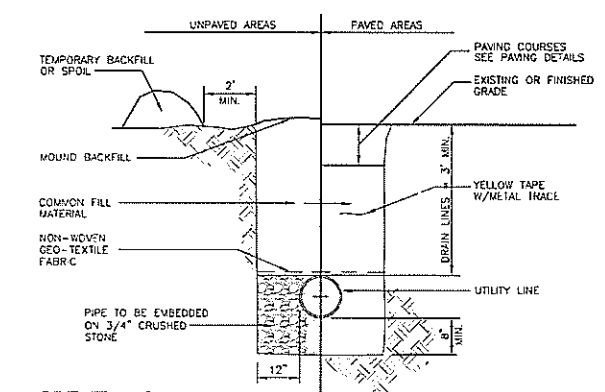 UNPAVED AREAS
PAVED AREAS
TEMPORARY BACKFILL
OR SPOIL
2'
MIN.
PAVING COURSES
SEE PAVING DETAILS
EXISTING OR FINISHED
GRADE
MOUND BACKFILL
COMMON FILL
MATERIAL
YELLOW TAPE
W/METAL TRACE
DRAIN LINES = 3' MIN.
NON-WOVEN
GEO-TEXTILE
FABRIC
UTILITY LINE
PIPE TO BE EMBEDDED
ON 3/4" CRUSHED
STONE
12"
8"
MIN.